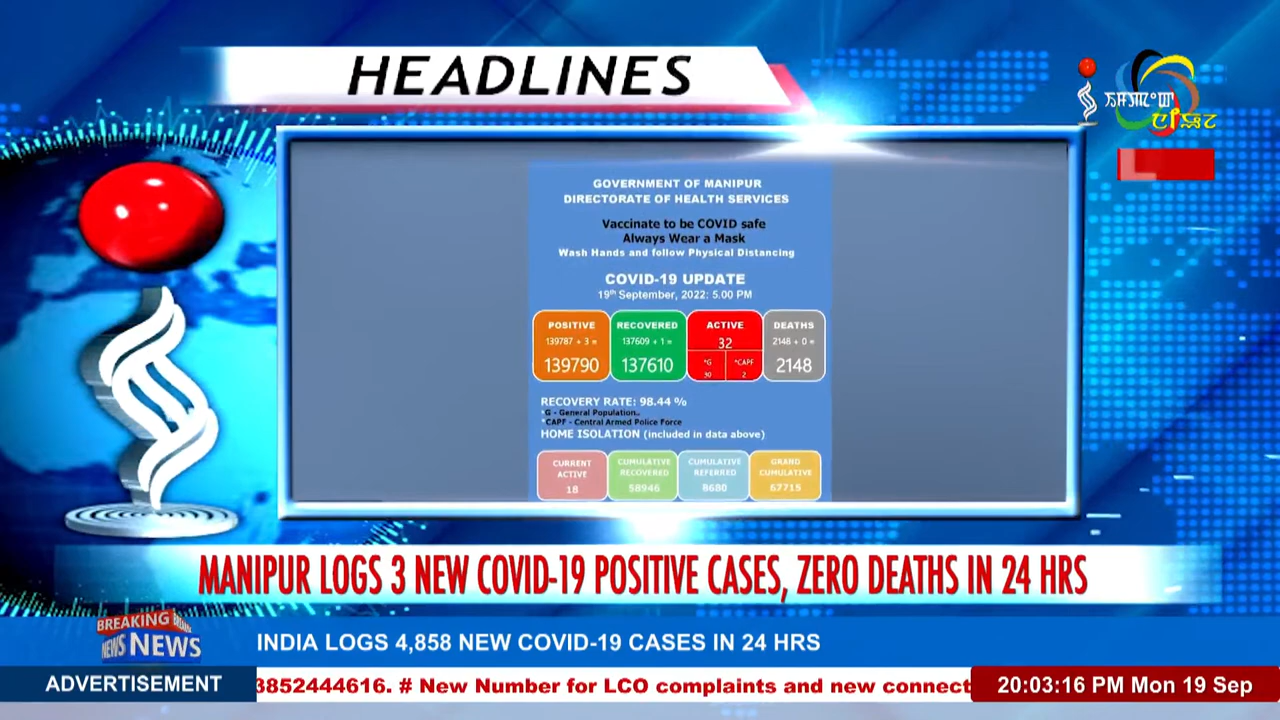 HEADLINES
ꯏꯝꯄꯥꯛꯇ
GOVERNMENT OF MANIPUR
DIRECTORATE OF HEALTH SERVICES
Vaccinate to be COVID safe
Always Wear a Mask
Wash Hands and follow Physical Distancing
COVID-19 UPDATE
19th September, 2022: 5.00 PM
POSITIVE RECOVERED ACTIVE DEATHS
139787 + 3 = 137609 + 1 = 32 2148 + 0 =
139790 137610 *G *CAPF 2148
30 2
RECOVERY RATE: 98.44 %
*G - General Population..
*CAPF - Central Armed Police Force
HOME ISOLATION (included in data above)
CURRENT CUMULATIVE CUMULATIVE GRAND
ACTIVE RECOVERED REFERRED CUMULATIVE
18 58946 8680 67715
MANIPUR LOGS 3 NEW COVID-19 POSITIVE CASES, ZERO DEATHS IN 24 HRS
BREAKING
NEWS NEWS
INDIA LOGS 4,858 NEW COVID-19 CASES IN 24 HRS
ADVERTISEMENT 3852444616. # New Number for LCO complaints and new connect 20:03:16 PM Mon 19 Sep